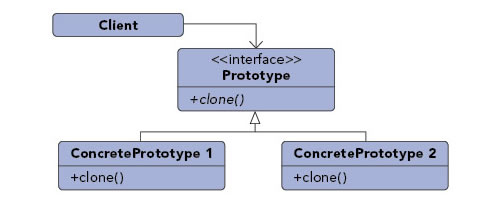 Client
<<interface>>
Prototype
+clone()
ConcretePrototype 1
+clone()
ConcretePrototype 2
+clone()